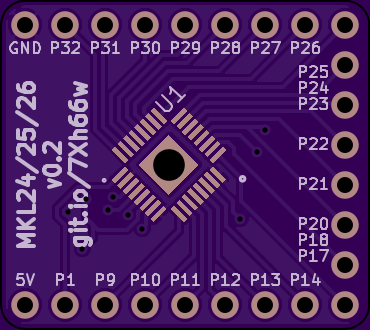 GND P32 P31 P30 P29 P28 P27 P26
P25
P24
P23
U1
P22
P21
MKL24/25/26
v0.2
git.io/7Xh66w
P20
P18
P17
5V P1 P9 P10 P11 P12 P13 P14